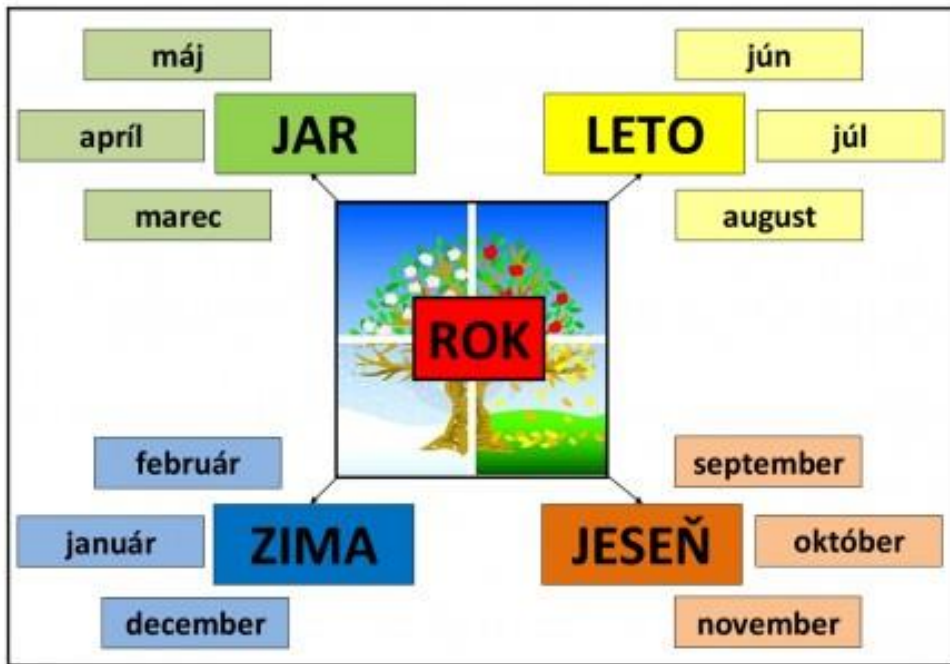 máj
apríl
JAR
marec
jún
LETO
júl
august
ROK
február
január
ZIMA
december
september
JESEŇ
október
november